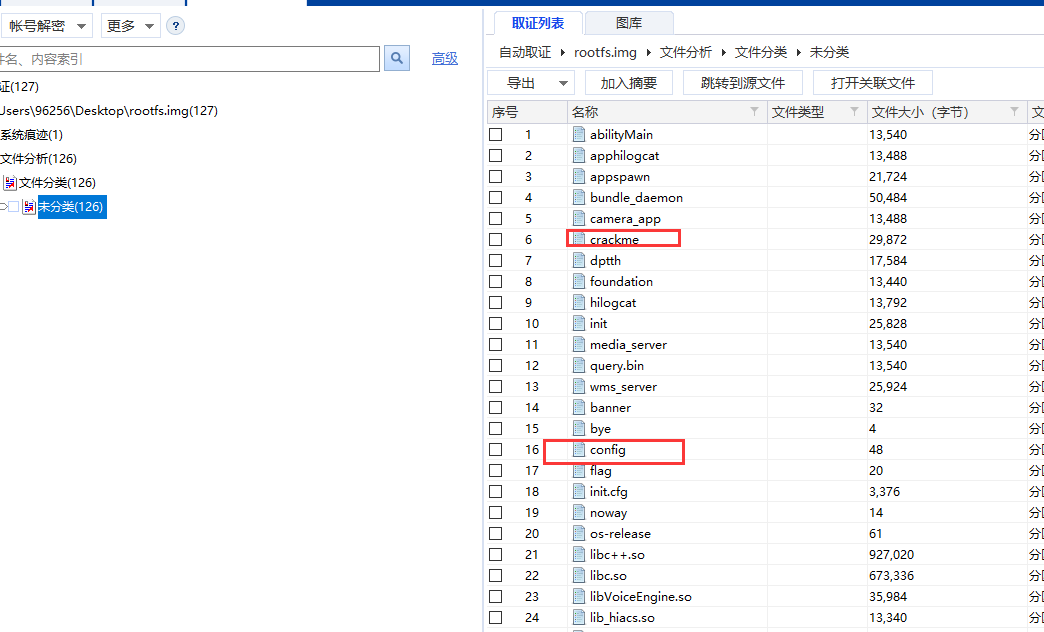 帐号解密 更多 ?
件名、内容索引 高级
证(127)
Users\96256\Desktop\rootfs.img(127)
系统痕迹(1)
文件分析(126)
文件分类(126)
未分类(126)
取证列表 图库
自动取证 rootfs.img 文件分析 文件分类 未分类
导出 加入摘要 跳转到源文件 打开关联文件
序号 名称 文件类型 文件大小（字节） 文
1 abilityMain 13,540 分
2 apphilogcat 13,488 分
3 appspawn 21,724 分
4 bundle_daemon 50,484 分
5 camera_app 13,488 分
6 crackme 29,872 分
7 dptth 17,584 分
8 foundation 13,440 分
9 hilogcat 13,792 分
10 init 25,828 分
11 media_server 13,540 分
12 query.bin 13,540 分
13 wms_server 25,924 分
14 banner 32 分
15 bye 4 分
16 config 48 分
17 flag 20 分
18 init.cfg 3,376 分
19 noway 14 分
20 os-release 61 分
21 libc++.so 927,020 分
22 libc.so 673,336 分
23 libVoiceEngine.so 35,984 分
24 lib_hiacs.so 13,340 分